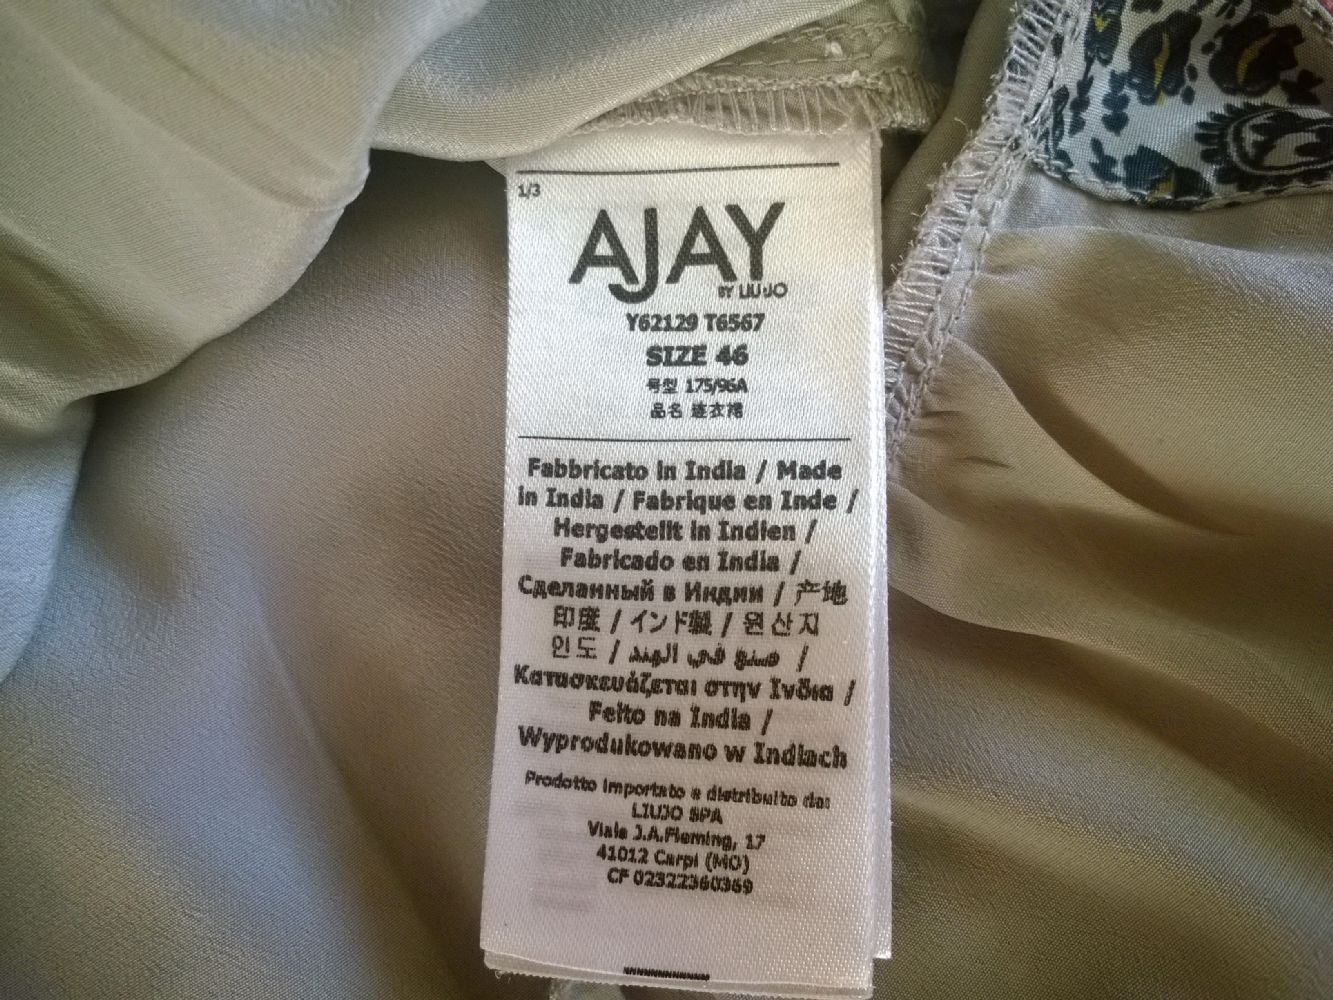 1/3
AJAY
BY LIU•JO
Y62129 T6567
SIZE 46
号型 175/96A
品名 连衣裙
Fabbricato in India / Made
in India / Fabrique en Inde /
Hergestellt in Indien /
Fabricado en India /
Сделанный в Индии / 产地
印度 / インド製 / 원산지
인도 / صنع في الهند /
Κατασκευάζεται στην Ινδια /
Feito na India /
Wyprodukowano w Indiach
Prodotto importato e distribuito da:
LIUJO SPA
Viale J.A.Fleming, 17
41012 Carpi (MO)
CF 02322360369